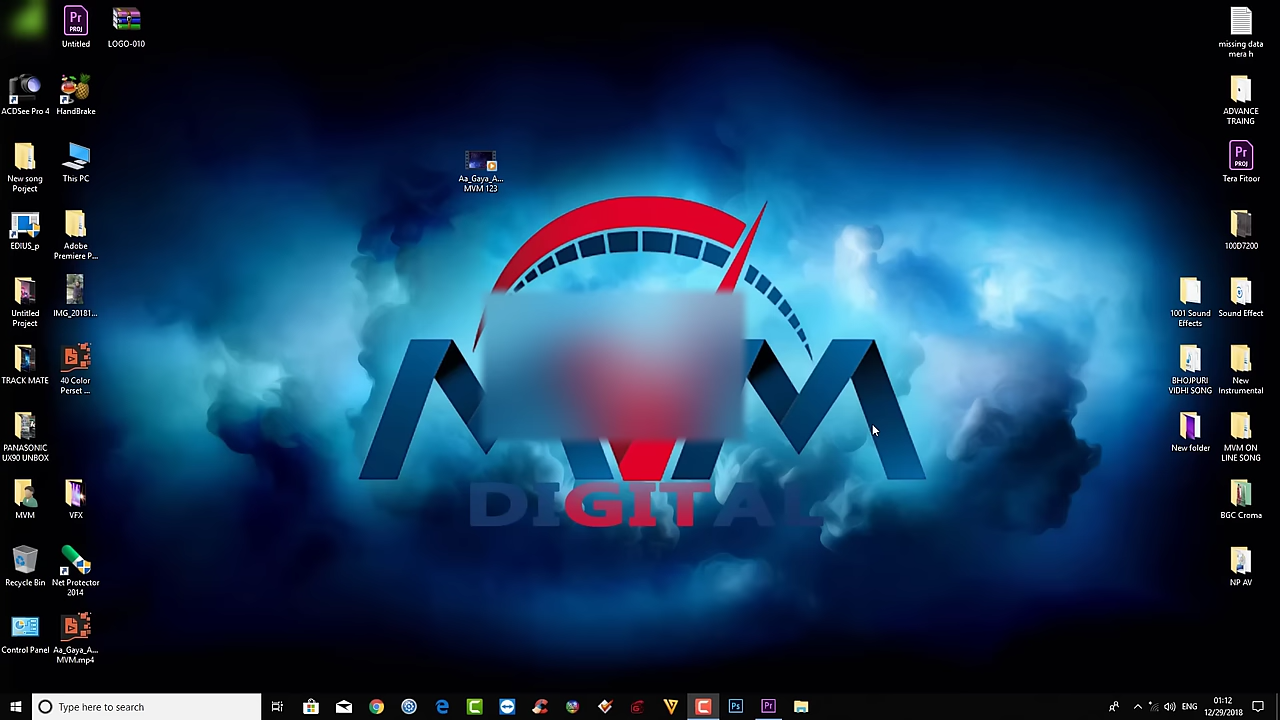 Untitled
LOGO-010
ACDSee Pro 4
HandBrake
New song
Porject
This PC
EDIUS_p
Adobe
Premiere P...
Untitled
Project
IMG_20181...
TRACK MATE
40 Color
Perset ...
PANASONIC
UX90 UNBOX
MVM
VFX
Recycle Bin
Net Protector
2014
Control Panel
Aa_Gaya_A...
MVM.mp4
Aa_Gaya_A...
MVM 123
DIGITAL
missing data
mera h
ADVANCE
TRAING
Tera Fitoor
100D7200
1001 Sound
Effects
Sound Effect
BHOJPURI
VIDHI SONG
New
Instrumental
New folder
MVM ON
LINE SONG
BGC Croma
NP AV
Type here to search
ENG
01:12
12/29/2018